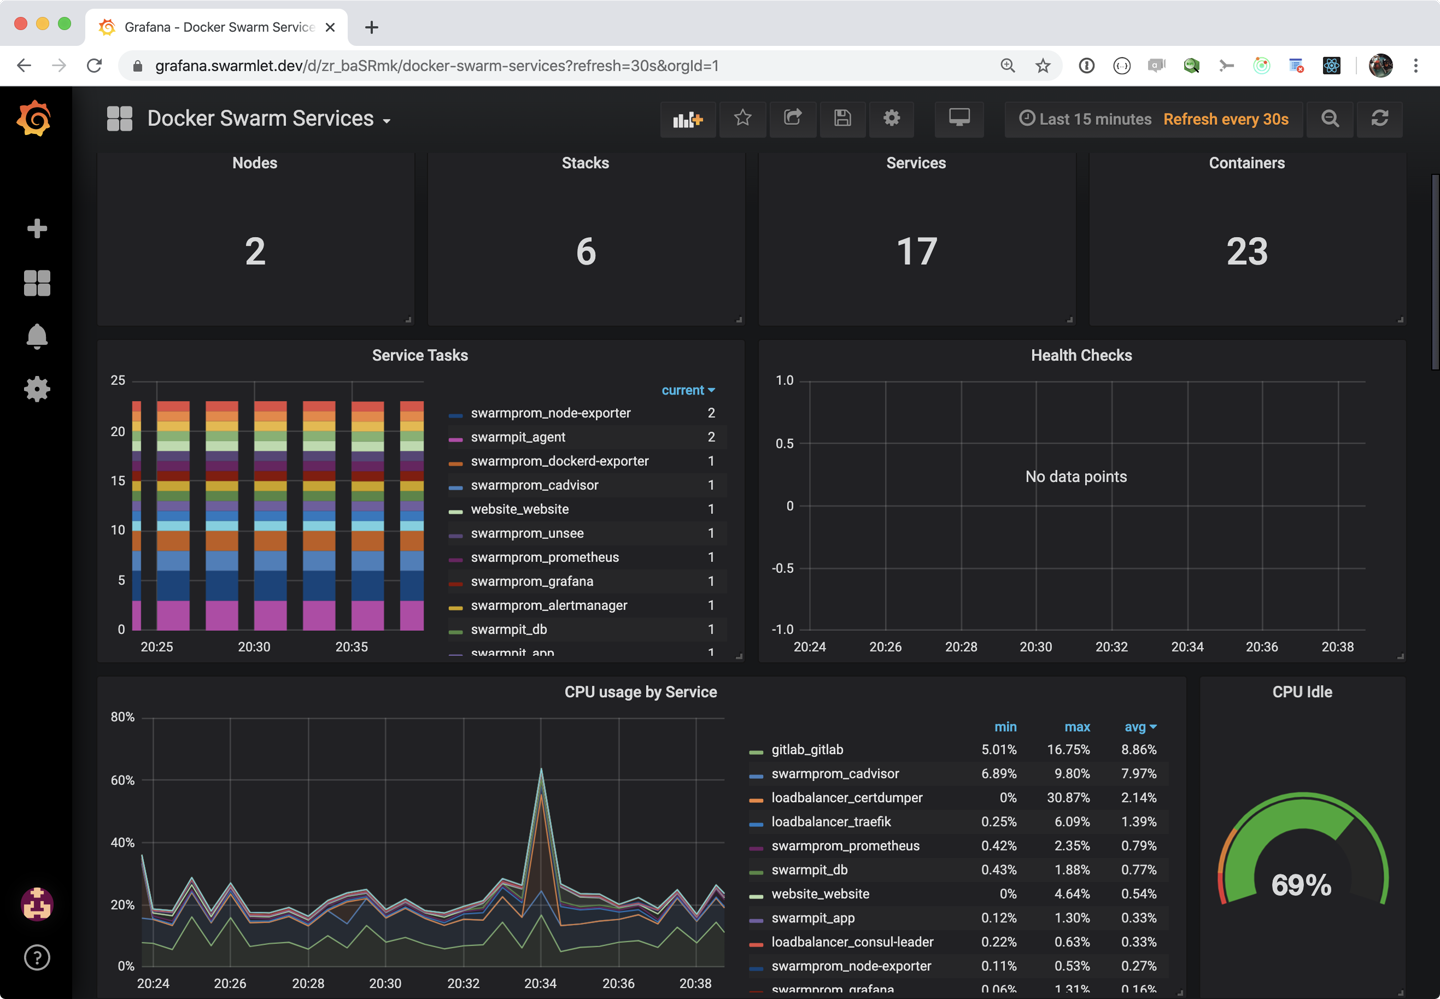 Grafana - Docker Swarm Service
grafana.swarmlet.dev/d/zr_baSRmk/docker-swarm-services?refresh=30s&orgId=1
Docker Swarm Services
Last 15 minutes Refresh every 30s
Nodes
2
Stacks
6
Services
17
Containers
23
Service Tasks
25
20
15
10
5
0
20:25 20:30 20:35
current
swarmprom_node-exporter 2
swarmpit_agent 2
swarmprom_dockerd-exporter 1
swarmprom_cadvisor 1
website_website 1
swarmprom_unsee 1
swarmprom_prometheus 1
swarmprom_grafana 1
swarmprom_alertmanager 1
swarmpit_db 1
swarmpit_app 1
Health Checks
1.0
0.5
0
-0.5
-1.0
No data points
20:24 20:26 20:28 20:30 20:32 20:34 20:36 20:38
CPU usage by Service
80%
60%
40%
20%
0%
20:24 20:26 20:28 20:30 20:32 20:34 20:36 20:38
min max avg
gitlab_gitlab 5.01% 16.75% 8.86%
swarmprom_cadvisor 6.89% 9.80% 7.97%
loadbalancer_certdumper 0% 30.87% 2.14%
loadbalancer_traefik 0.25% 6.09% 1.39%
swarmprom_prometheus 0.42% 2.35% 0.79%
swarmpit_db 0.43% 1.88% 0.77%
website_website 0% 4.64% 0.54%
swarmpit_app 0.12% 1.30% 0.33%
loadbalancer_consul-leader 0.22% 0.63% 0.33%
swarmprom_node-exporter 0.11% 0.53% 0.27%
swarmprom_grafana 0.06% 1.31% 0.16%
CPU Idle
69%